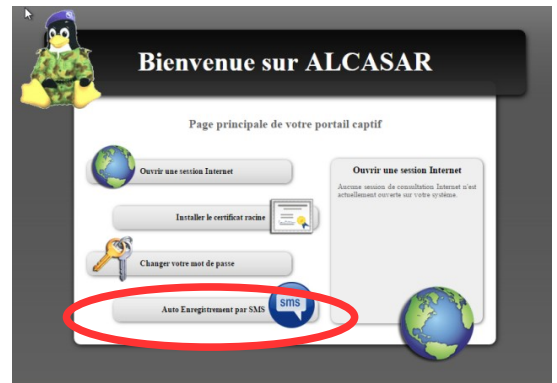 Bienvenue sur ALCASAR
Page principale de votre portail captif
Ouvrir une session Internet
Installer le certificat racine
Changer votre mot de passe
Auto Enregistrement par SMS
sms
Ouvrir une session Internet
Aucune session de consultation Internet n'est
actuellement ouverte sur votre système.